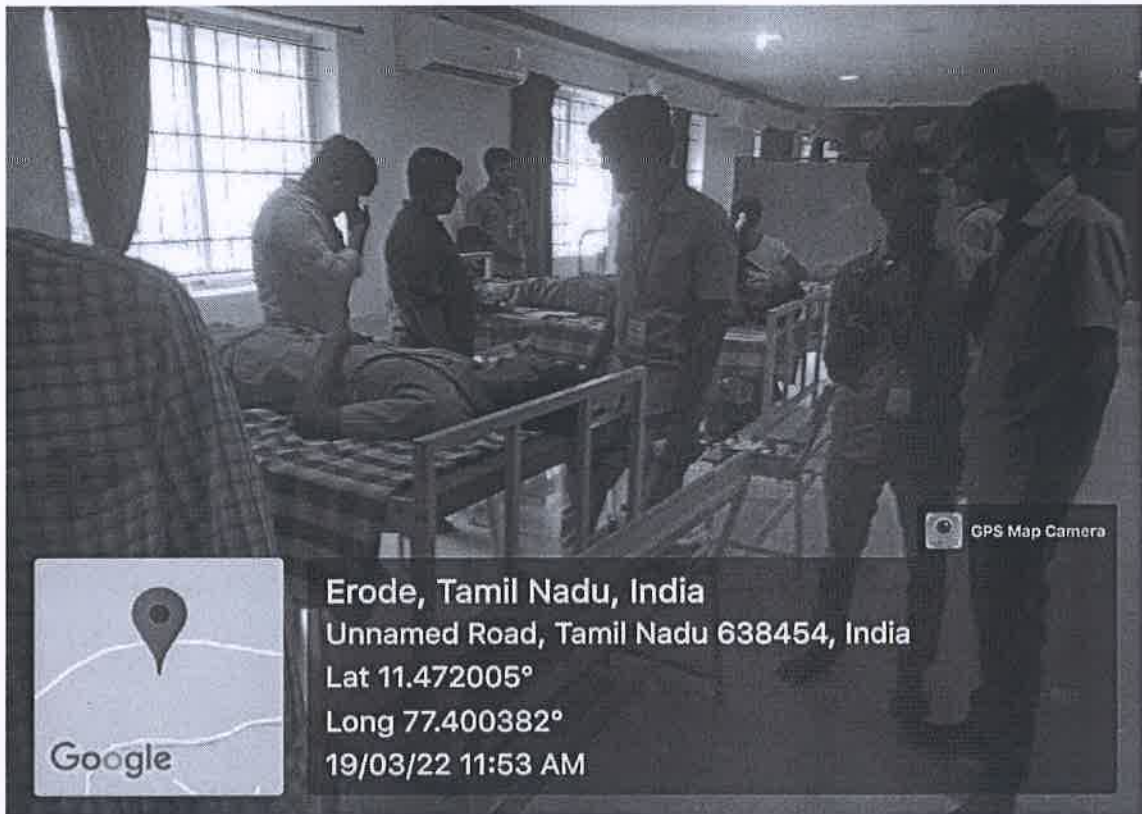 GPS Map Camera
Erode, Tamil Nadu, India
Unnamed Road, Tamil Nadu 638454, India
Lat 11.472005°
Long 77.400382°
19/03/22 11:53 AM
Google